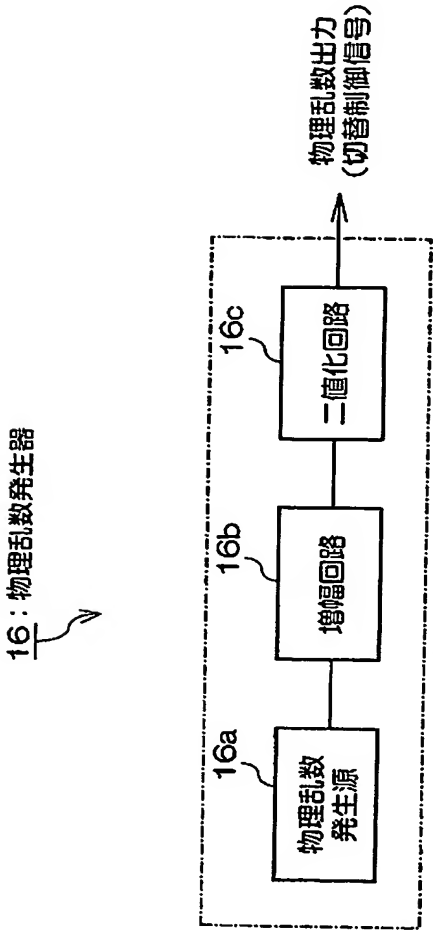 16：物理乱数発生器
16a
物理乱数
発生源
16b
増幅回路
16c
二値化回路
物理乱数出力
(切替制御信号)